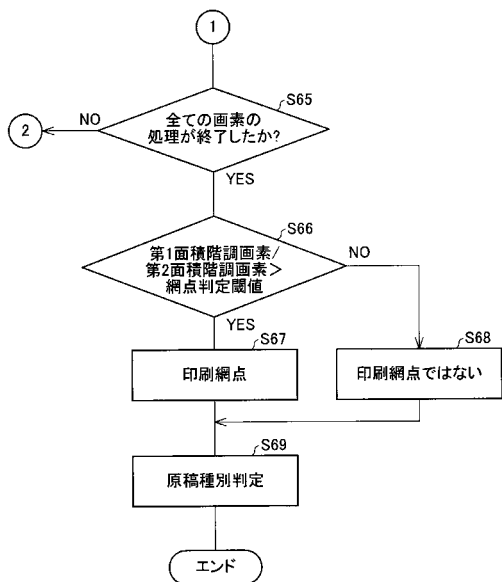 1
S65
全ての画素の
処理が終了したか?
NO
2
YES
S66
第1面積階調画素/
第2面積階調画素>
網点判定閾値
NO
YES
S67
印刷網点
S68
印刷網点ではない
S69
原稿種別判定
エンド